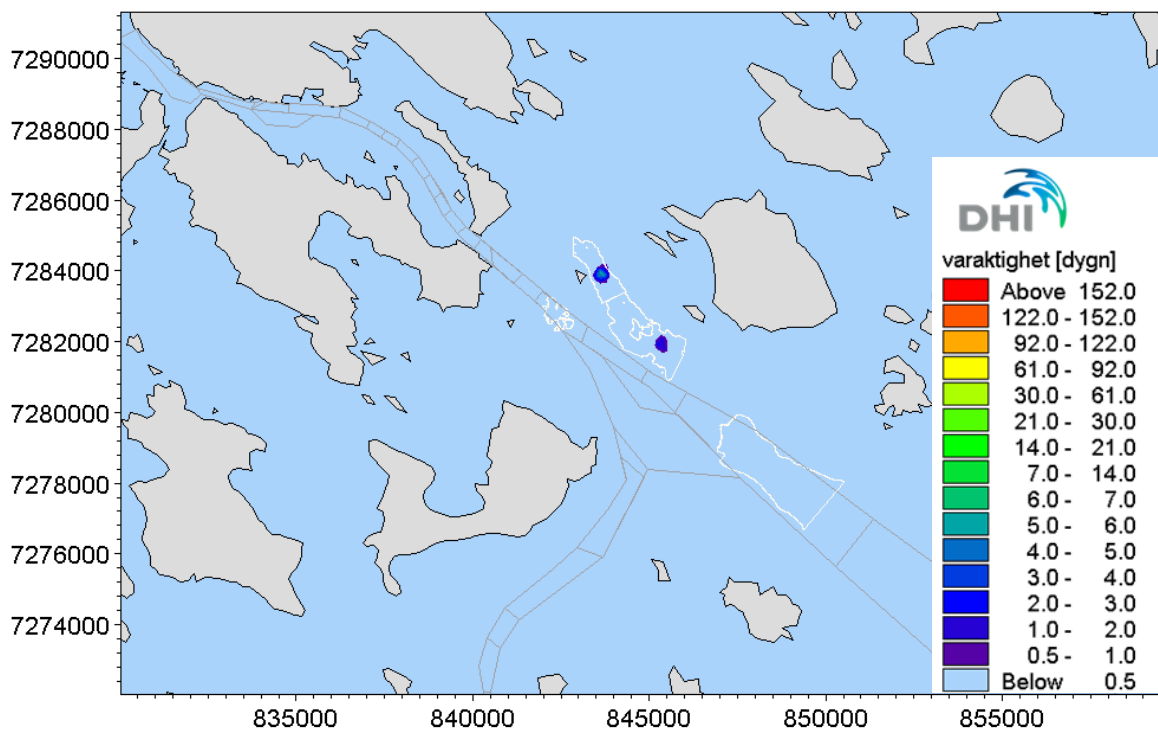 7290000
7288000
7286000
7284000
7282000
7280000
7278000
7276000
7274000
835000 840000 845000 850000 855000
DHI
varaktighet [dygn]
Above 152.0
122.0 - 152.0
92.0 - 122.0
61.0 - 92.0
30.0 - 61.0
21.0 - 30.0
14.0 - 21.0
7.0 - 14.0
6.0 - 7.0
5.0 - 6.0
4.0 - 5.0
3.0 - 4.0
2.0 - 3.0
1.0 - 2.0
0.5 - 1.0
Below 0.5